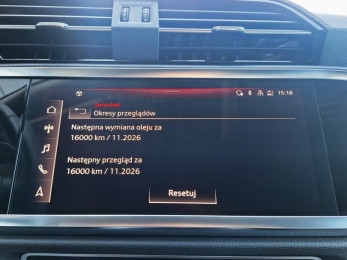 15:18
Samochód
Okresy przeglądów
Następna wymiana oleju za
16000 km / 11.2026
Następny przegląd za
16000 km / 11.2026
Resetuj